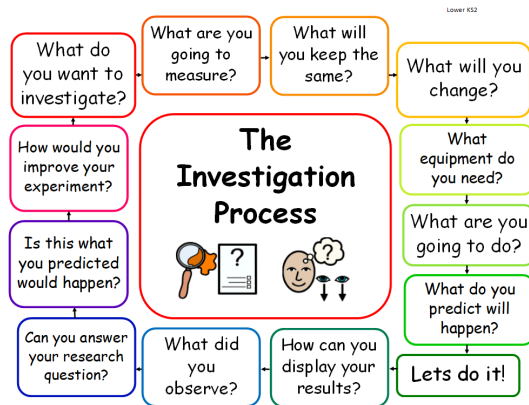 Lower KS2
What do
you want to
investigate?
What are you
going to
measure?
What will
you keep the
same?
What will you
change?
What
equipment do
you need?
What are you
going to do?
What do you
predict will
happen?
Lets do it!
How can you
display your
results?
What did
you
observe?
Can you answer
your research
question?
Is this what
you predicted
would happen?
How would you
improve your
experiment?
The
Investigation
Process
?
?